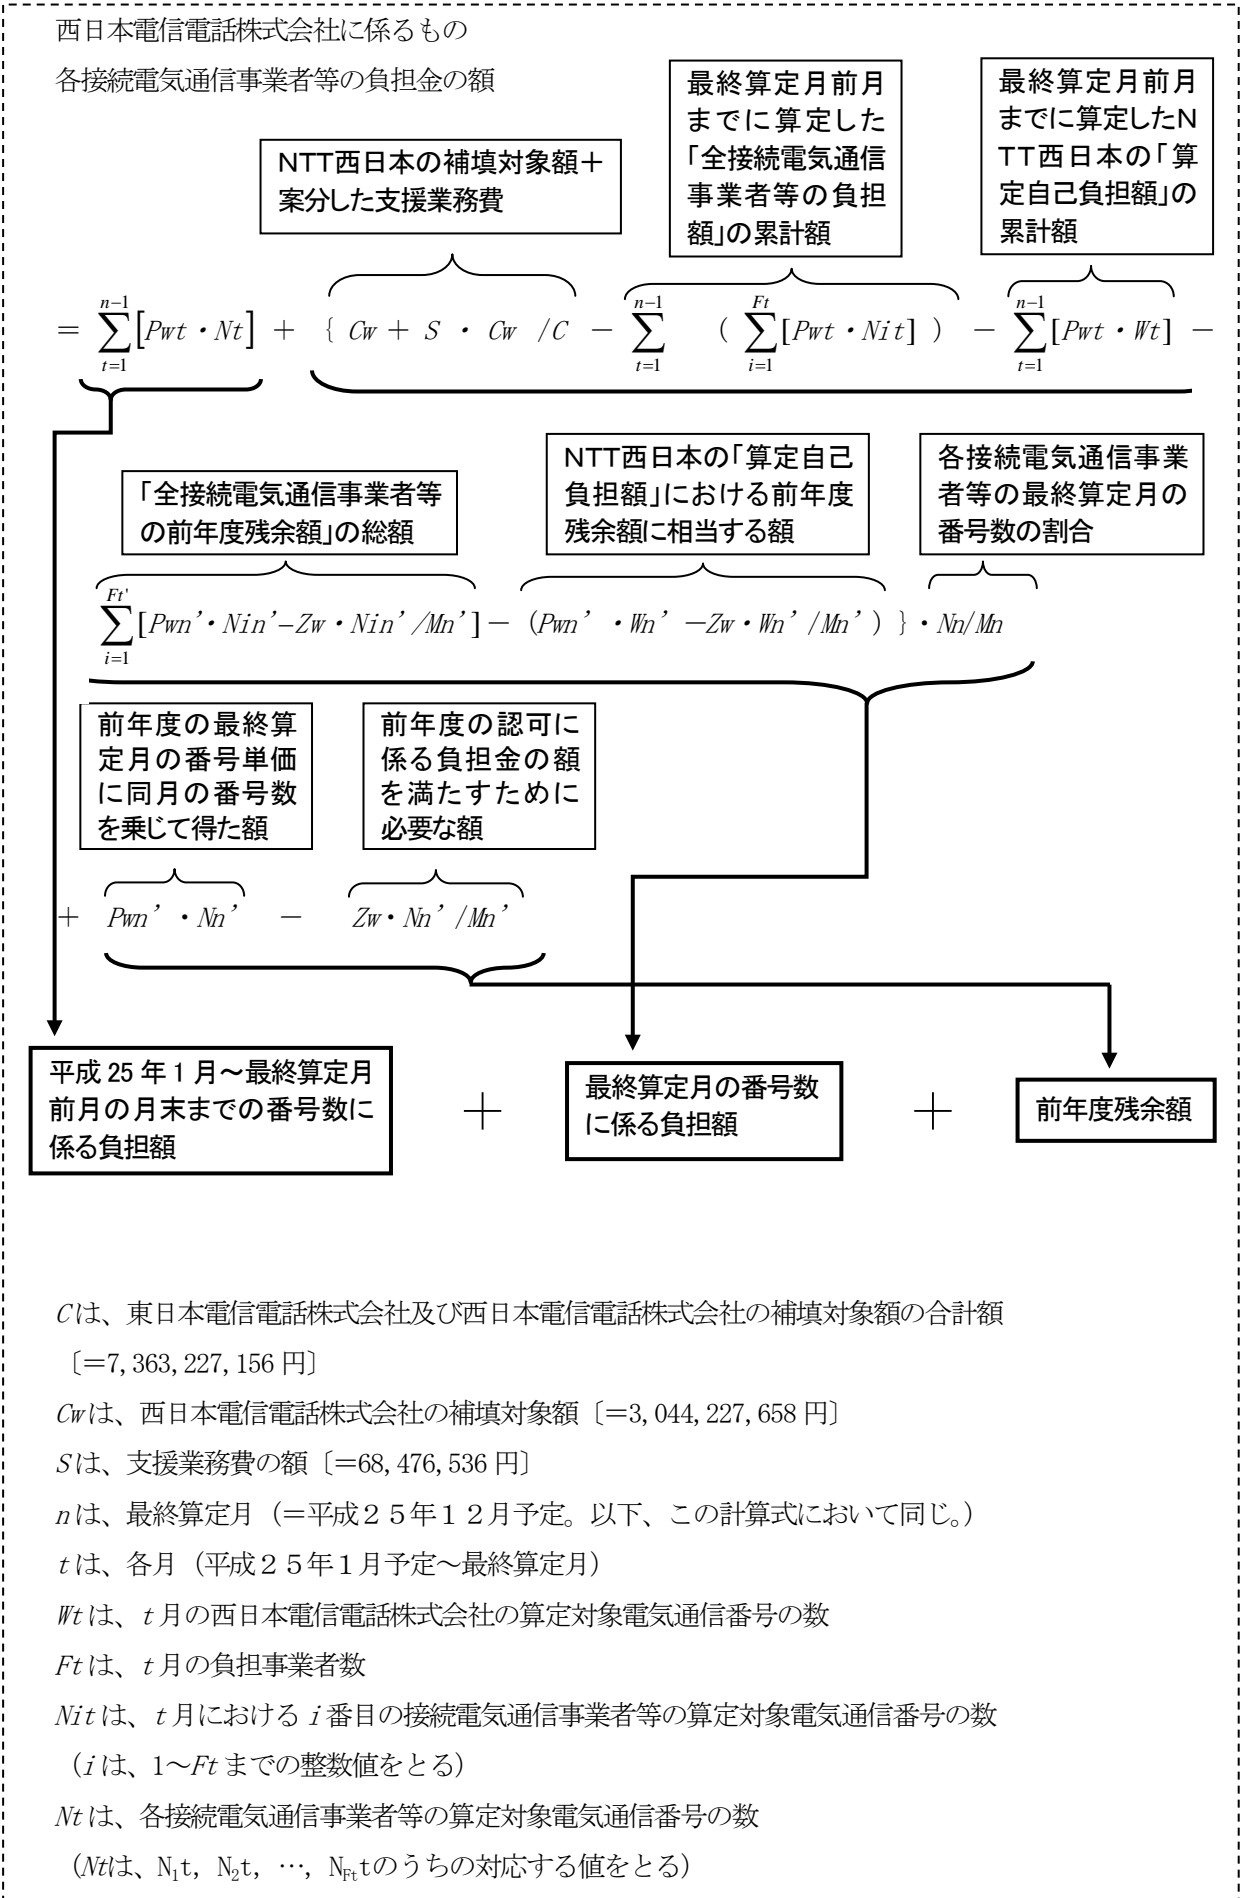 西日本電信電話株式会社に係るもの
各接続電気通信事業者等の負担金の額
NTT西日本の補填対象額＋
案分した支援業務費
最終算定月前月
までに算定した
「全接続電気通信
事業者等の負担
額」の累計額
最終算定月前月
までに算定したN
TT西日本の「算
定自己負担額」の
累計額
= \sum_{t=1}^{n-1}[Pwt・Nt] + { Cw + S ・ Cw /C − \sum_{t=1}^{n-1} ( \sum_{i=1}^{Ft}[Pwt・Nit] ) − \sum_{t=1}^{n-1}[Pwt・Wt] −
「全接続電気通信事業者等
の前年度残余額」の総額
NTT西日本の「算定自己
負担額」における前年度
残余額に相当する額
各接続電気通信事業
者等の最終算定月の
番号数の割合
\sum_{i=1}^{Ft'}[Pwn’・Nin’−Zw・Nin’/Mn’]− (Pwn’ ・Wn’ −Zw・Wn’/Mn’) }・Nn/Mn
前年度の最終算
定月の番号単価
に同月の番号数
を乗じて得た額
前年度の認可に
係る負担金の額
を満たすために
必要な額
+ Pwn’ ・Nn’ − Zw・Nn’/Mn’
平成25年1月～最終算定月
前月の月末までの番号数に
係る負担額
＋
最終算定月の番号数
に係る負担額
＋
前年度残余額
Cは、東日本電信電話株式会社及び西日本電信電話株式会社の補填対象額の合計額
〔＝7,363,227,156円〕
Cwは、西日本電信電話株式会社の補填対象額〔＝3,044,227,658円〕
Sは、支援業務費の額〔＝68,476,536円〕
nは、最終算定月（＝平成２５年１２月予定。以下、この計算式において同じ。）
tは、各月（平成２５年１月予定～最終算定月）
Wtは、t月の西日本電信電話株式会社の算定対象電気通信番号の数
Ftは、t月の負担事業者数
Nitは、t月におけるi番目の接続電気通信事業者等の算定対象電気通信番号の数
（iは、1～Ftまでの整数値をとる）
Ntは、各接続電気通信事業者等の算定対象電気通信番号の数
（Ntは、N₁t, N₂t, …, N_{Ft}tのうちの対応する値をとる）